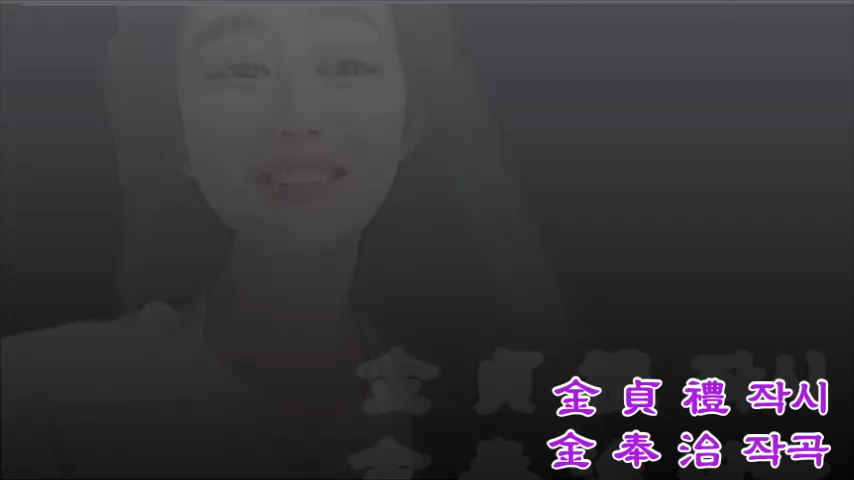 金 貞 禮 작시
金 奉 治 작곡